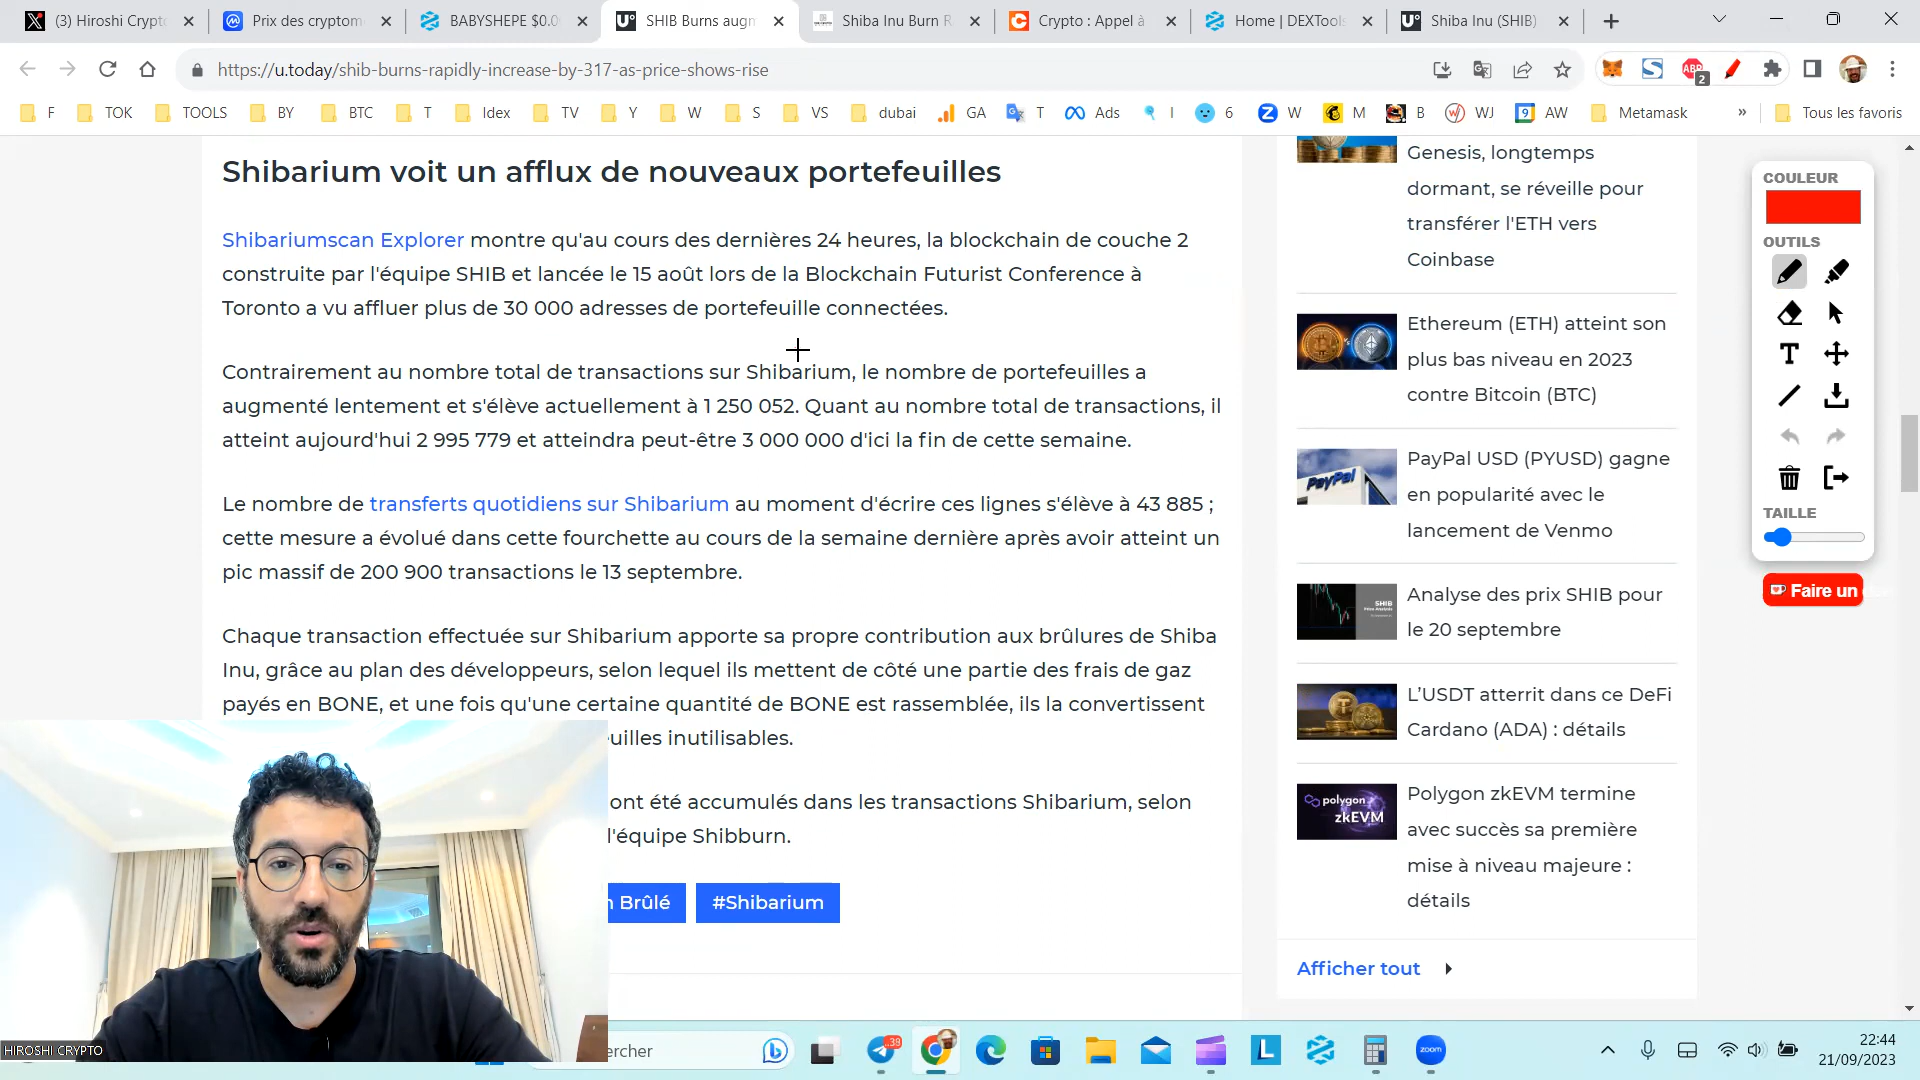 (3) Hiroshi Crypto
Prix des cryptomo
BABYSHEPE $0.0
SHIB Burns augm
Shiba Inu Burn R
Crypto : Appel à
Home | DEXTools
Shiba Inu (SHIB)
https://u.today/shib-burns-rapidly-increase-by-317-as-price-shows-rise
ABP
2
F
TOK
TOOLS
BY
BTC
T
Idex
TV
Y
W
S
VS
dubai
GA
T
Ads
I
6
W
M
B
WJ
AW
Metamask
»
Tous les favoris
Shibarium voit un afflux de nouveaux portefeuilles
Shibariumscan Explorer montre qu'au cours des dernières 24 heures, la blockchain de couche 2
construite par l'équipe SHIB et lancée le 15 août lors de la Blockchain Futurist Conference à
Toronto a vu affluer plus de 30 000 adresses de portefeuille connectées.
Contrairement au nombre total de transactions sur Shibarium, le nombre de portefeuilles a
augmenté lentement et s'élève actuellement à 1 250 052. Quant au nombre total de transactions, il
atteint aujourd'hui 2 995 779 et atteindra peut-être 3 000 000 d'ici la fin de cette semaine.
Le nombre de transferts quotidiens sur Shibarium au moment d'écrire ces lignes s'élève à 43 885 ;
cette mesure a évolué dans cette fourchette au cours de la semaine dernière après avoir atteint un
pic massif de 200 900 transactions le 13 septembre.
Chaque transaction effectuée sur Shibarium apporte sa propre contribution aux brûlures de Shiba
Inu, grâce au plan des développeurs, selon lequel ils mettent de côté une partie des frais de gaz
payés en BONE, et une fois qu'une certaine quantité de BONE est rassemblée, ils la convertissent
euilles inutilisables.
ont été accumulés dans les transactions Shibarium, selon
l'équipe Shibburn.
n Brûlé
#Shibarium
Genesis, longtemps
dormant, se réveille pour
transférer l'ETH vers
Coinbase
Ethereum (ETH) atteint son
plus bas niveau en 2023
contre Bitcoin (BTC)
PayPal
PayPal USD (PYUSD) gagne
en popularité avec le
lancement de Venmo
SHIB
Analyse des prix SHIB pour
le 20 septembre
L'USDT atterrit dans ce DeFi
Cardano (ADA) : détails
polygon
zkEVM
Polygon zkEVM termine
avec succès sa première
mise à niveau majeure :
détails
Afficher tout
COULEUR
OUTILS
TAILLE
Faire un
HIROSHI CRYPTO
ercher
39
L
zoom
22:44
21/09/2023